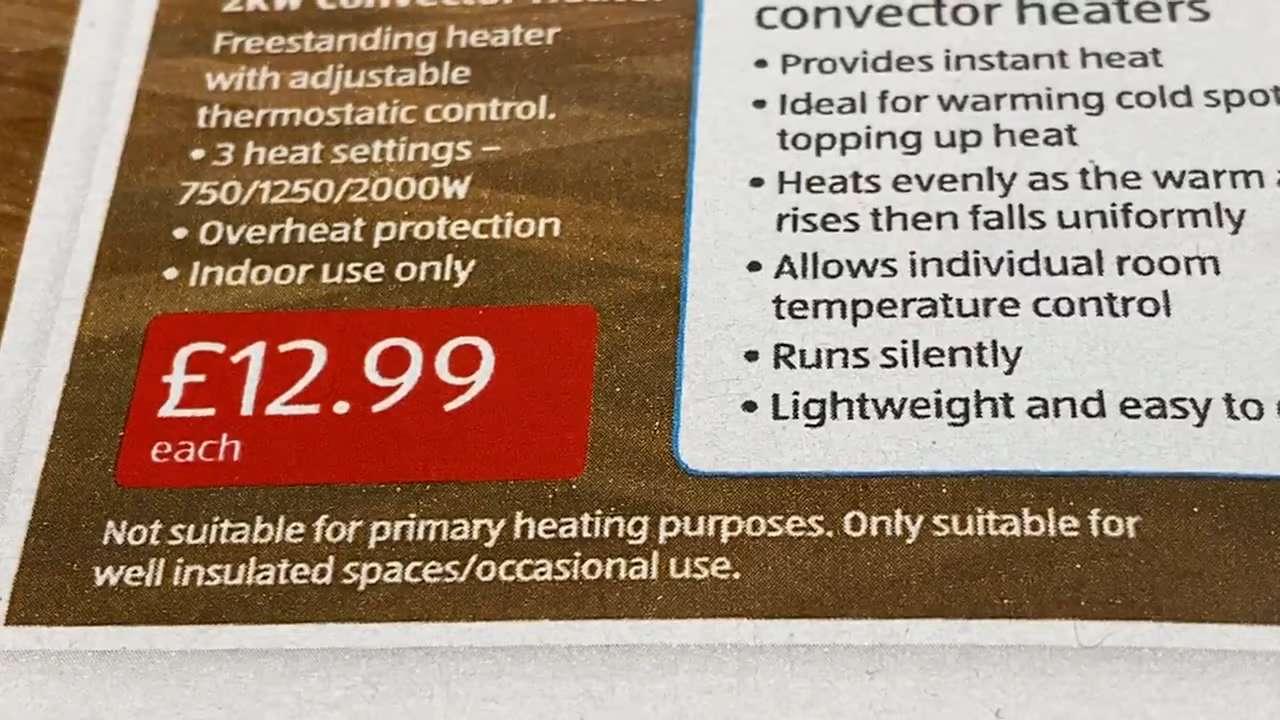 2kW Convector Heater
Freestanding heater
with adjustable
thermostatic control.
• 3 heat settings –
750/1250/2000W
• Overheat protection
• Indoor use only
£12.99
each
Not suitable for primary heating purposes. Only suitable for
well insulated spaces/occasional use.
convector heaters
• Provides instant heat
• Ideal for warming cold
topping up heat
• Heats evenly as the warm
rises then falls uniformly
• Allows individual room
temperature control
• Runs silently
• Lightweight and easy to